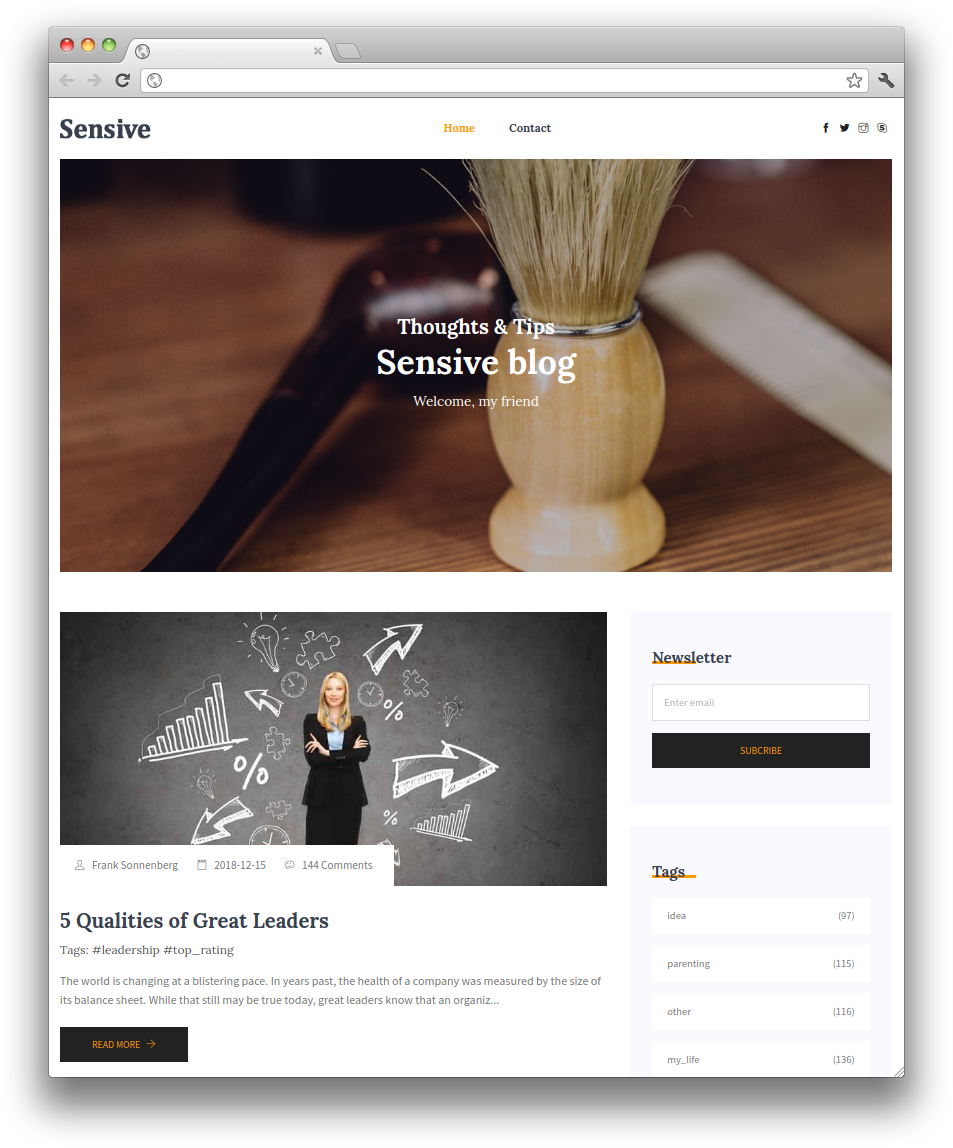 Sensive
Home Contact
Thoughts & Tips
Sensive blog
Welcome, my friend
% % % %
Frank Sonnenberg 2018-12-15 144 Comments
5 Qualities of Great Leaders
Tags: #leadership #top_rating
The world is changing at a blistering pace. In years past, the health of a company was measured by the size of
its balance sheet. While that still may be true today, great leaders know that an organiz...
READ MORE
Newsletter
Enter email
SUBCRIBE
Tags
idea (97)
parenting (115)
other (116)
my_life (136)